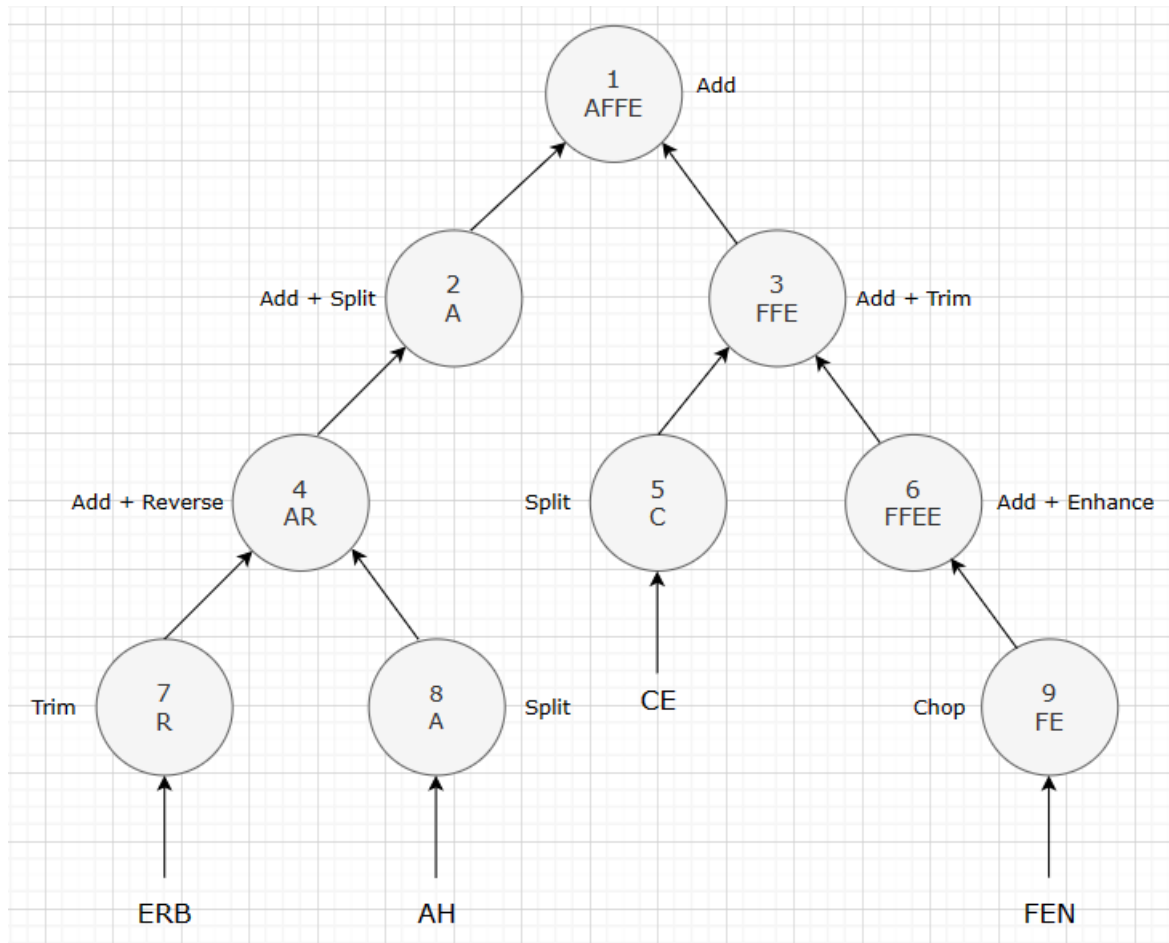 1
AFFE
Add
Add + Split
2
A
3
FFE
Add + Trim
Add + Reverse
4
AR
Split
5
C
6
FFEE
Add + Enhance
Trim
7
R
8
A
Split
CE
Chop
9
FE
ERB
AH
FEN